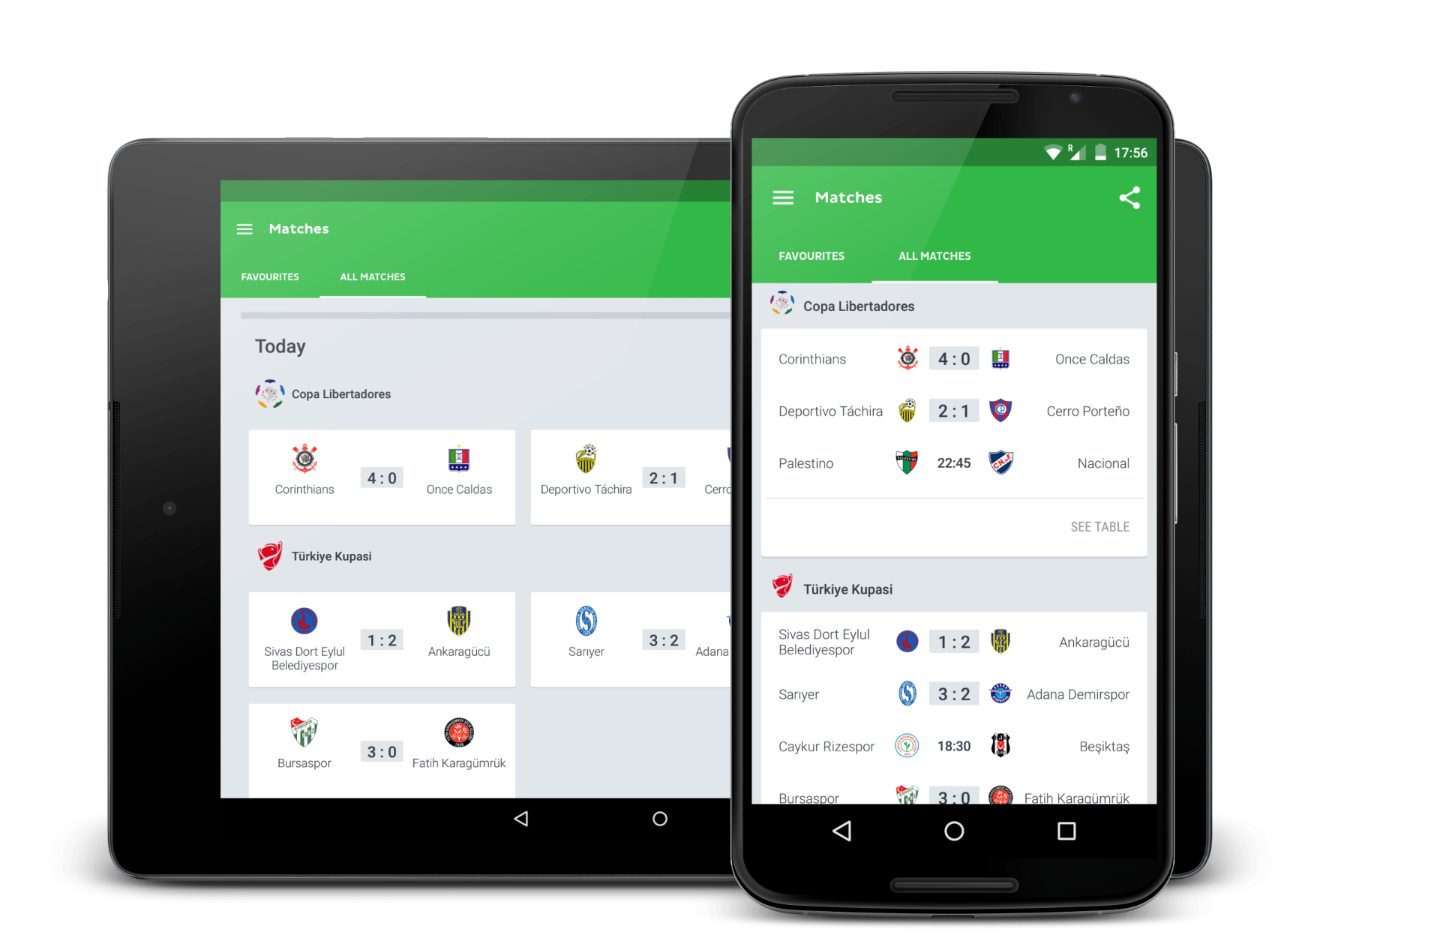 Matches
FAVOURITES
ALL MATCHES
Today
Copa Libertadores
4 : 0
Corinthians
Once Caldas
2 : 1
Deportivo Táchira
Türkiye Kupasi
1 : 2
Sivas Dort Eylul
Belediyespor
Ankaragücü
3 : 2
Sarıyer
Adana
3 : 0
Bursaspor
Fatih Karagümrük
17:56
Matches
FAVOURITES
ALL MATCHES
Copa Libertadores
Corinthians 4 : 0 Once Caldas
Deportivo Táchira 2 : 1 Cerro Porteño
Palestino 22:45 Nacional
SEE TABLE
Türkiye Kupasi
Sivas Dort Eylul
Belediyespor 1 : 2 Ankaragücü
Sarıyer 3 : 2 Adana Demirspor
Caykur Rizespor 18:30 Beşiktaş
Bursaspor 3 : 0 Fatih Karagümrük